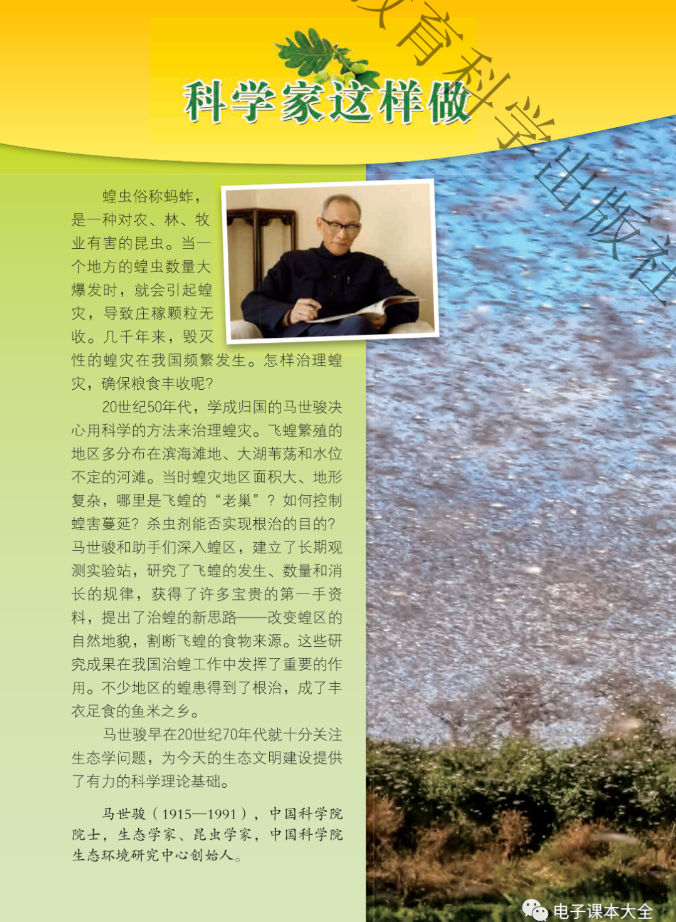 教育科学出版社
科学家这样做
蝗虫俗称蚂蚱，
是一种对农、林、牧
业有害的昆虫。当一
个地方的蝗虫数量大
爆发时，就会引起蝗
灾，导致庄稼颗粒无
收。几千年来，毁灭
性的蝗灾在我国频繁发生。怎样治理蝗
灾，确保粮食丰收呢？
20世纪50年代，学成归国的马世骏决
心用科学的方法来治理蝗灾。飞蝗繁殖的
地区多分布在滨海滩地、大湖苇荡和水位
不定的河滩。当时蝗灾地区面积大、地形
复杂，哪里是飞蝗的“老巢”？如何控制
蝗害蔓延？杀虫剂能否实现根治的目的？
马世骏和助手们深入蝗区，建立了长期观
测实验站，研究了飞蝗的发生、数量和消
长的规律，获得了许多宝贵的第一手资
料，提出了治蝗的新思路——改变蝗区的
自然地貌，割断飞蝗的食物来源。这些研
究成果在我国治蝗工作中发挥了重要的作
用。不少地区的蝗患得到了根治，成了丰
衣足食的鱼米之乡。
马世骏早在20世纪70年代就十分关注
生态学问题，为今天的生态文明建设提供
了有力的科学理论基础。
马世骏（1915—1991），中国科学院
院士，生态学家、昆虫学家，中国科学院
生态环境研究中心创始人。
电子课本大全